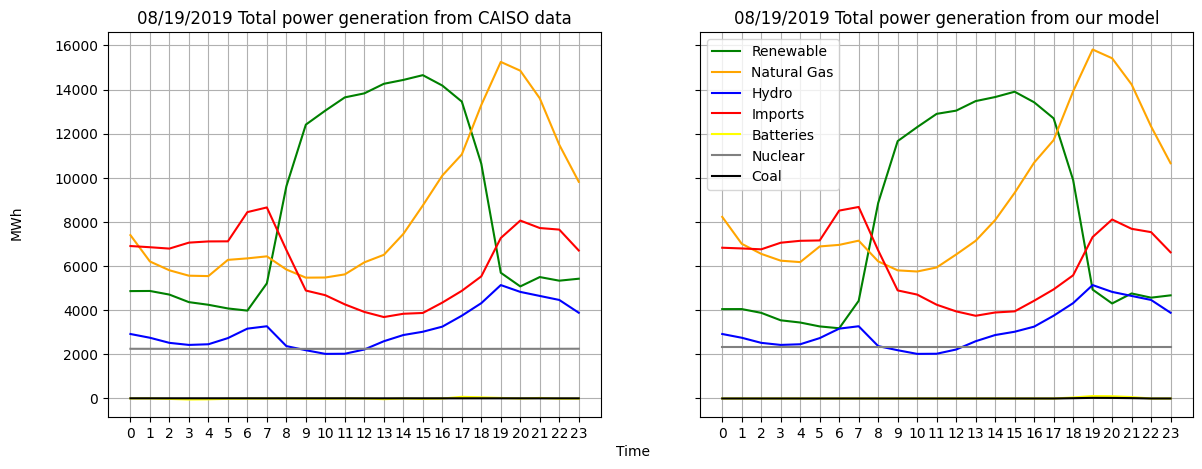 08/19/2019 Total power generation from CAISO data
08/19/2019 Total power generation from our model
16000
14000
12000
10000
8000
6000
4000
2000
0
MWh
0 1 2 3 4 5 6 7 8 9 10 11 12 13 14 15 16 17 18 19 20 21 22 23
Renewable
Natural Gas
Hydro
Imports
Batteries
Nuclear
Coal
0 1 2 3 4 5 6 7 8 9 10 11 12 13 14 15 16 17 18 19 20 21 22 23
Time